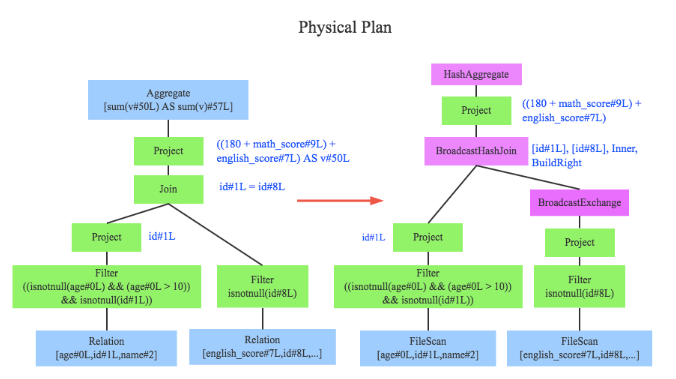 Physical Plan
Aggregate
[sum(v#50L) AS sum(v)#57L]
Project
((180 + math_score#9L) +
english_score#7L) AS v#50L
Join
id#1L = id#8L
Project
id#1L
Filter
((isnotnull(age#0L) && (age#0L > 10))
&& isnotnull(id#1L))
Filter
isnotnull(id#8L)
Relation
[age#0L,id#1L,name#2]
Relation
[english_score#7L,id#8L,...]
HashAggregate
Project
((180 + math_score#9L) +
english_score#7L)
BroadcastHashJoin
[id#1L], [id#8L], Inner,
BuildRight
BroadcastExchange
id#1L
Project
Project
Filter
((isnotnull(age#0L) && (age#0L > 10))
&& isnotnull(id#1L))
Filter
isnotnull(id#8L)
FileScan
[age#0L,id#1L,name#2]
FileScan
[english_score#7L,id#8L,...]